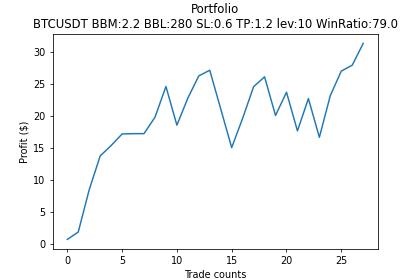 Portfolio
BTCUSDT BBM:2.2 BBL:280 SL:0.6 TP:1.2 lev:10 WinRatio:79.0
30
25
20
15
10
5
0
Profit ($)
0 5 10 15 20 25
Trade counts